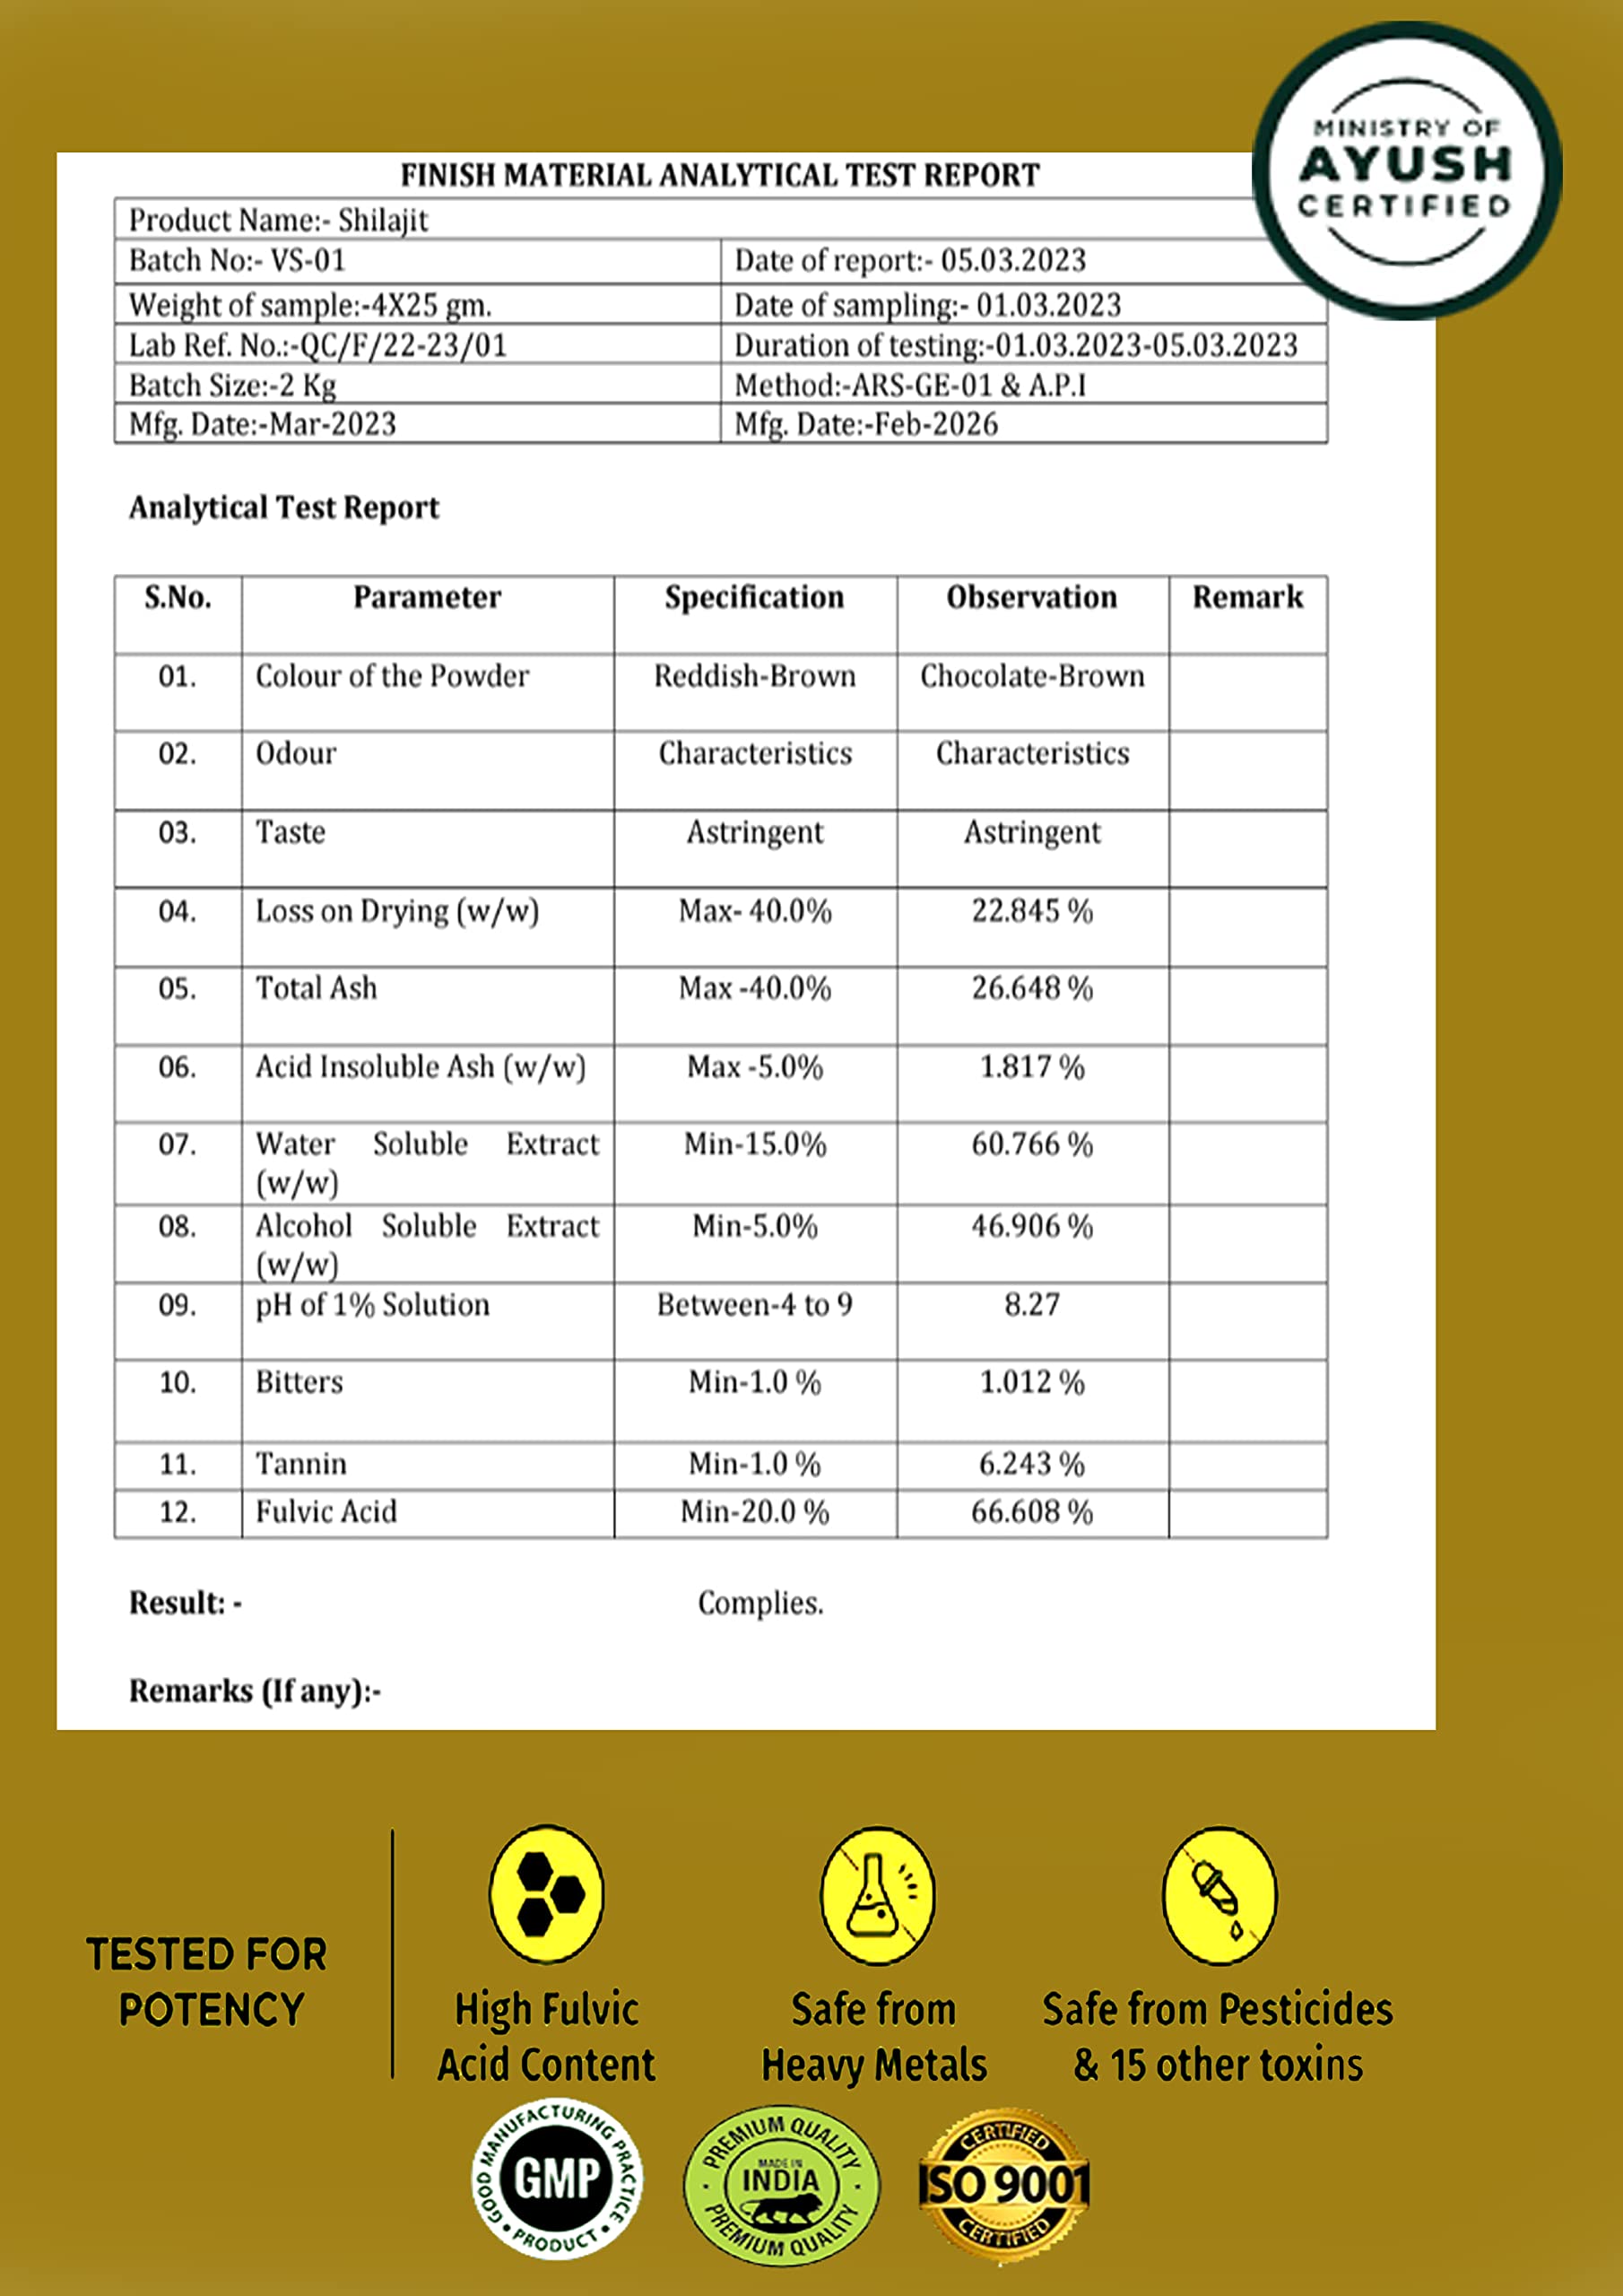 MINISTRY OF
AYUSH
CERTIFIED
FINISH MATERIAL ANALYTICAL TEST REPORT
Product Name:- Shilajit
Batch No:- VS-01 Date of report:- 05.03.2023
Weight of sample:-4X25 gm. Date of sampling:- 01.03.2023
Lab Ref. No.:-QC/F/22-23/01 Duration of testing:-01.03.2023-05.03.2023
Batch Size:-2 Kg Method:-ARS-GE-01 & A.P.I
Mfg. Date:-Mar-2023 Mfg. Date:-Feb-2026
Analytical Test Report
S.No. Parameter Specification Observation Remark
01. Colour of the Powder Reddish-Brown Chocolate-Brown
02. Odour Characteristics Characteristics
03. Taste Astringent Astringent
04. Loss on Drying (w/w) Max- 40.0% 22.845 %
05. Total Ash Max -40.0% 26.648 %
06. Acid Insoluble Ash (w/w) Max -5.0% 1.817 %
07. Water Soluble Extract Min-15.0% 60.766 %
(w/w)
08. Alcohol Soluble Extract Min-5.0% 46.906 %
(w/w)
09. pH of 1% Solution Between-4 to 9 8.27
10. Bitters Min-1.0 % 1.012 %
11. Tannin Min-1.0 % 6.243 %
12. Fulvic Acid Min-20.0 % 66.608 %
Result: - Complies.
Remarks (If any):-
TESTED FOR
POTENCY
High Fulvic
Acid Content
Safe from
Heavy Metals
Safe from Pesticides
& 15 other toxins
GOOD MANUFACTURING PRACTICE
GMP
• PRODUCT •
PREMIUM QUALITY
MADE IN
INDIA
PREMIUM QUALITY
CERTIFIED
ISO 9001
CERTIFIED